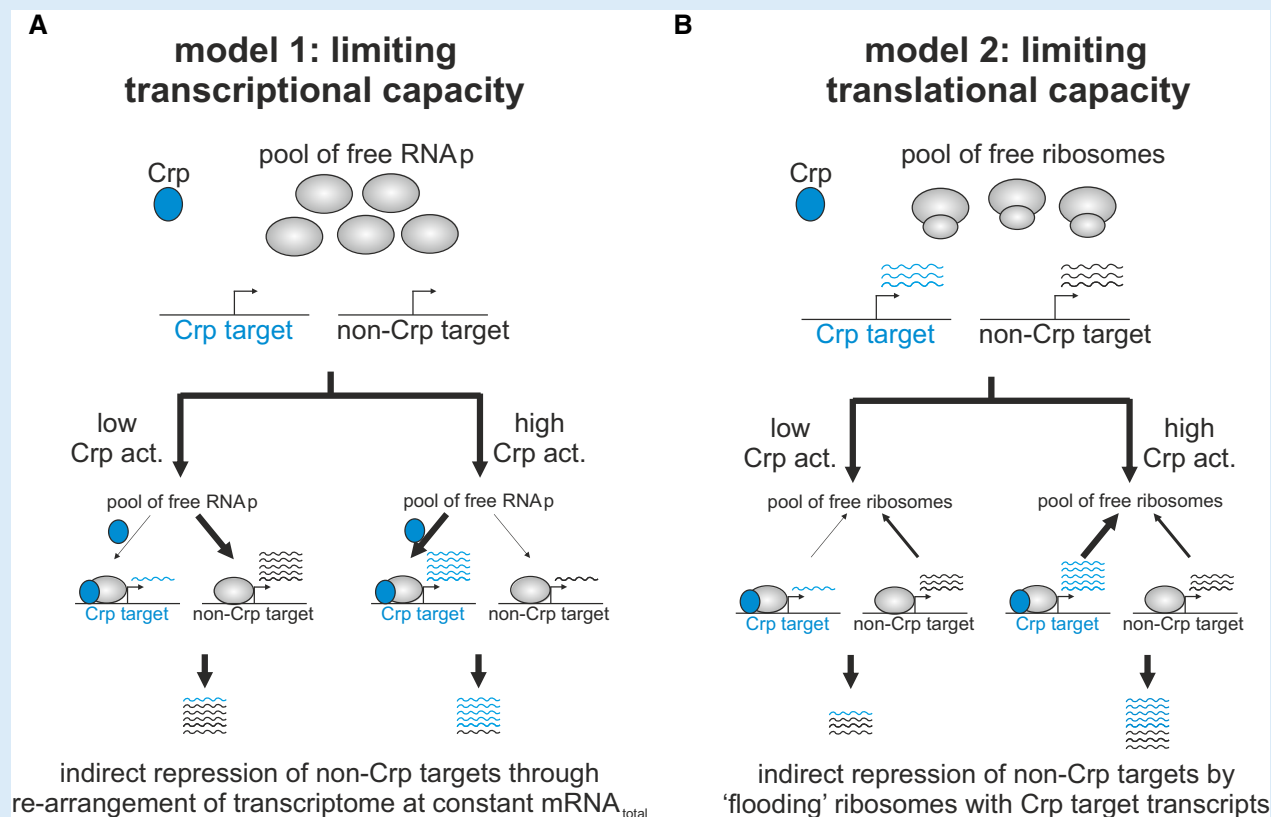 A
model 1: limiting
transcriptional capacity
pool of free RNAp
Crp
Crp target
non-Crp target
low
Crp act.
high
Crp act.
pool of free RNAp
pool of free RNAp
Crp target
non-Crp target
Crp target
non-Crp target
indirect repression of non-Crp targets through
re-arrangement of transcriptome at constant mRNAtotal
B
model 2: limiting
translational capacity
pool of free ribosomes
Crp
Crp target
non-Crp target
low
Crp act.
high
Crp act.
pool of free ribosomes
pool of free ribosomes
Crp target
non-Crp target
Crp target
non-Crp target
indirect repression of non-Crp targets by
‘flooding’ ribosomes with Crp target transcripts